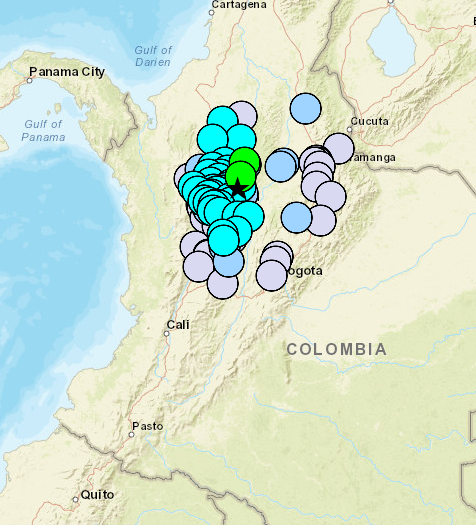 Cartagena
Gulf of
Darien
Panama City
Gulf of
Panama
Cucuta
amanga
ogota
Cali
COLOMBIA
Pasto
Quito